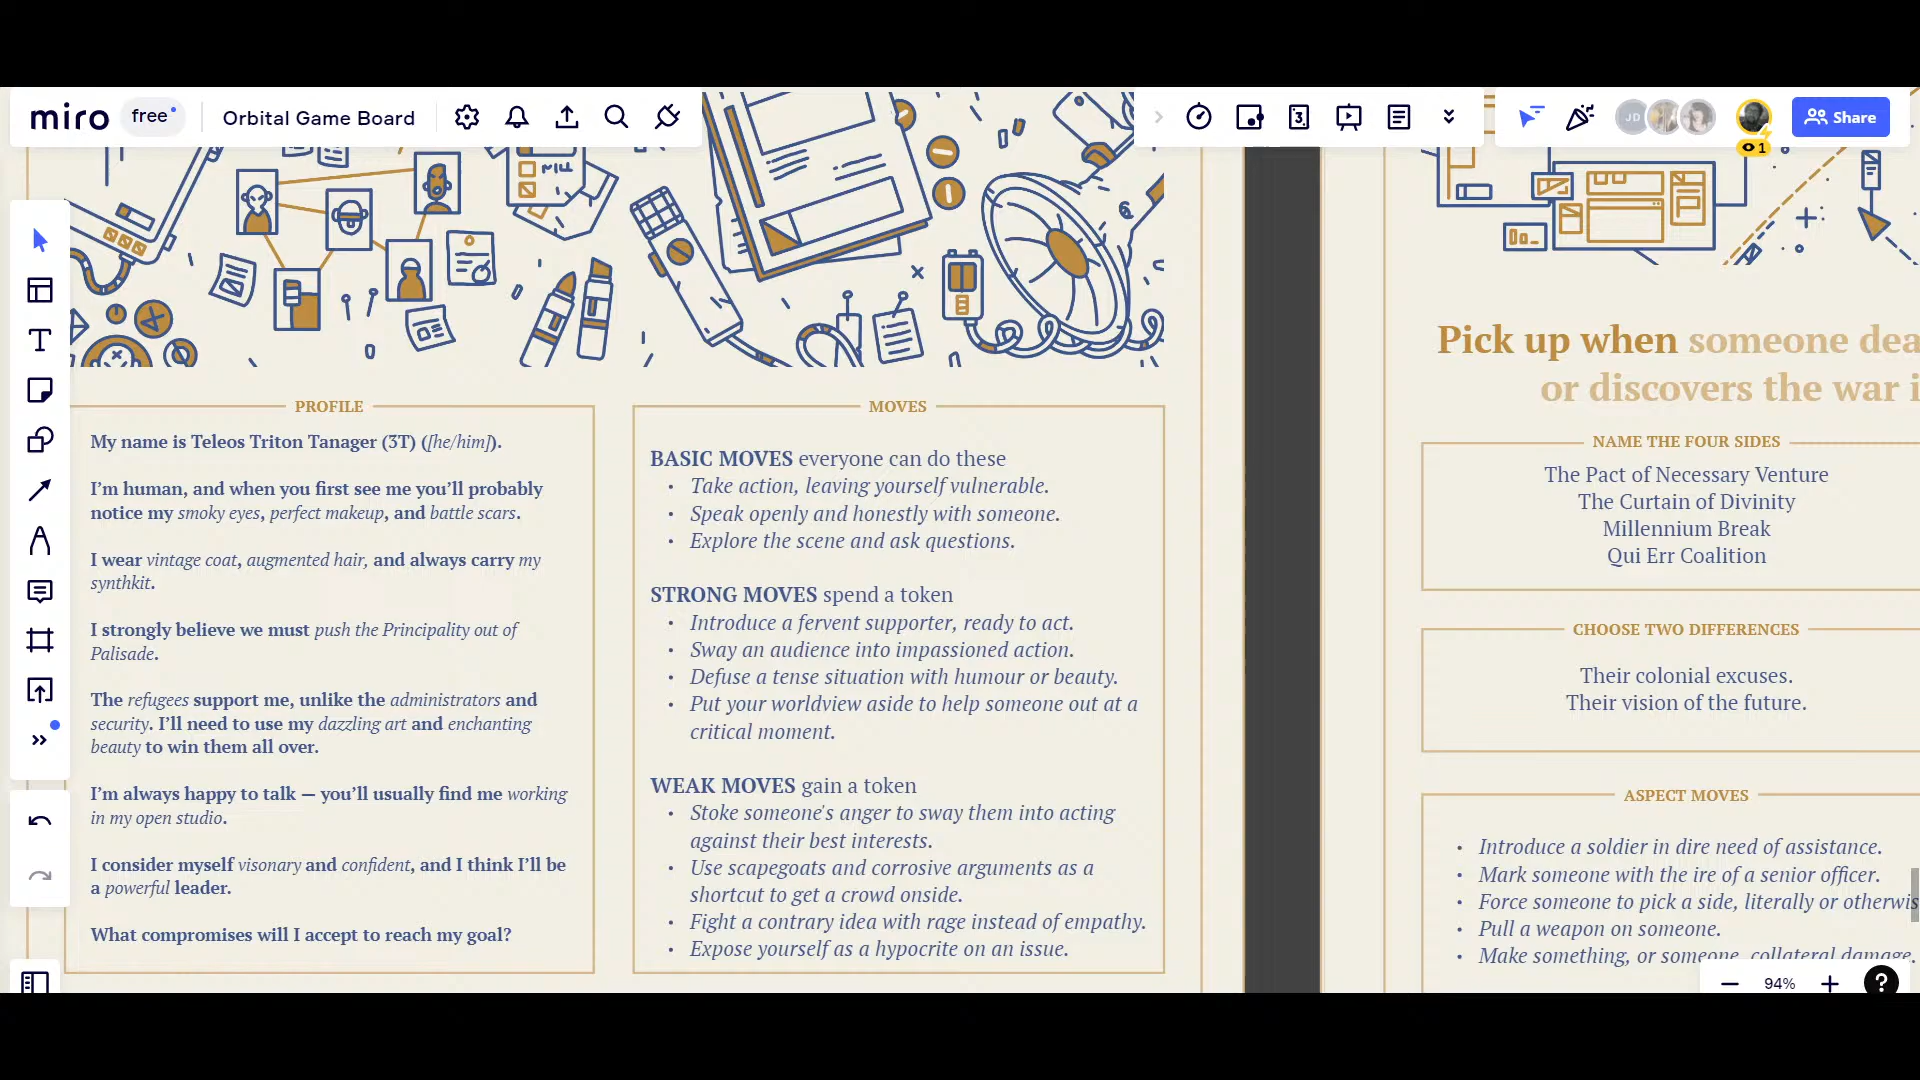 miro
free
Orbital Game Board
3
JD
Share
1
PROFILE
My name is Teleos Triton Tanager (3T) ([he/him]).
I'm human, and when you first see me you'll probably
notice my smoky eyes, perfect makeup, and battle scars.
I wear vintage coat, augmented hair, and always carry my
synthkit.
I strongly believe we must push the Principality out of
Palisade.
The refugees support me, unlike the administrators and
security. I'll need to use my dazzling art and enchanting
beauty to win them all over.
I'm always happy to talk — you'll usually find me working
in my open studio.
I consider myself visonary and confident, and I think I'll be
a powerful leader.
What compromises will I accept to reach my goal?
MOVES
BASIC MOVES everyone can do these
• Take action, leaving yourself vulnerable.
• Speak openly and honestly with someone.
• Explore the scene and ask questions.
STRONG MOVES spend a token
• Introduce a fervent supporter, ready to act.
• Sway an audience into impassioned action.
• Defuse a tense situation with humour or beauty.
• Put your worldview aside to help someone out at a
critical moment.
WEAK MOVES gain a token
• Stoke someone's anger to sway them into acting
against their best interests.
• Use scapegoats and corrosive arguments as a
shortcut to get a crowd onside.
• Fight a contrary idea with rage instead of empathy.
• Expose yourself as a hypocrite on an issue.
Pick up when someone dea
or discovers the war i
NAME THE FOUR SIDES
The Pact of Necessary Venture
The Curtain of Divinity
Millennium Break
Qui Err Coalition
CHOOSE TWO DIFFERENCES
Their colonial excuses.
Their vision of the future.
ASPECT MOVES
• Introduce a soldier in dire need of assistance.
• Mark someone with the ire of a senior officer.
• Force someone to pick a side, literally or otherwis
• Pull a weapon on someone.
• Make something, or someone, collateral damage.
94%
?